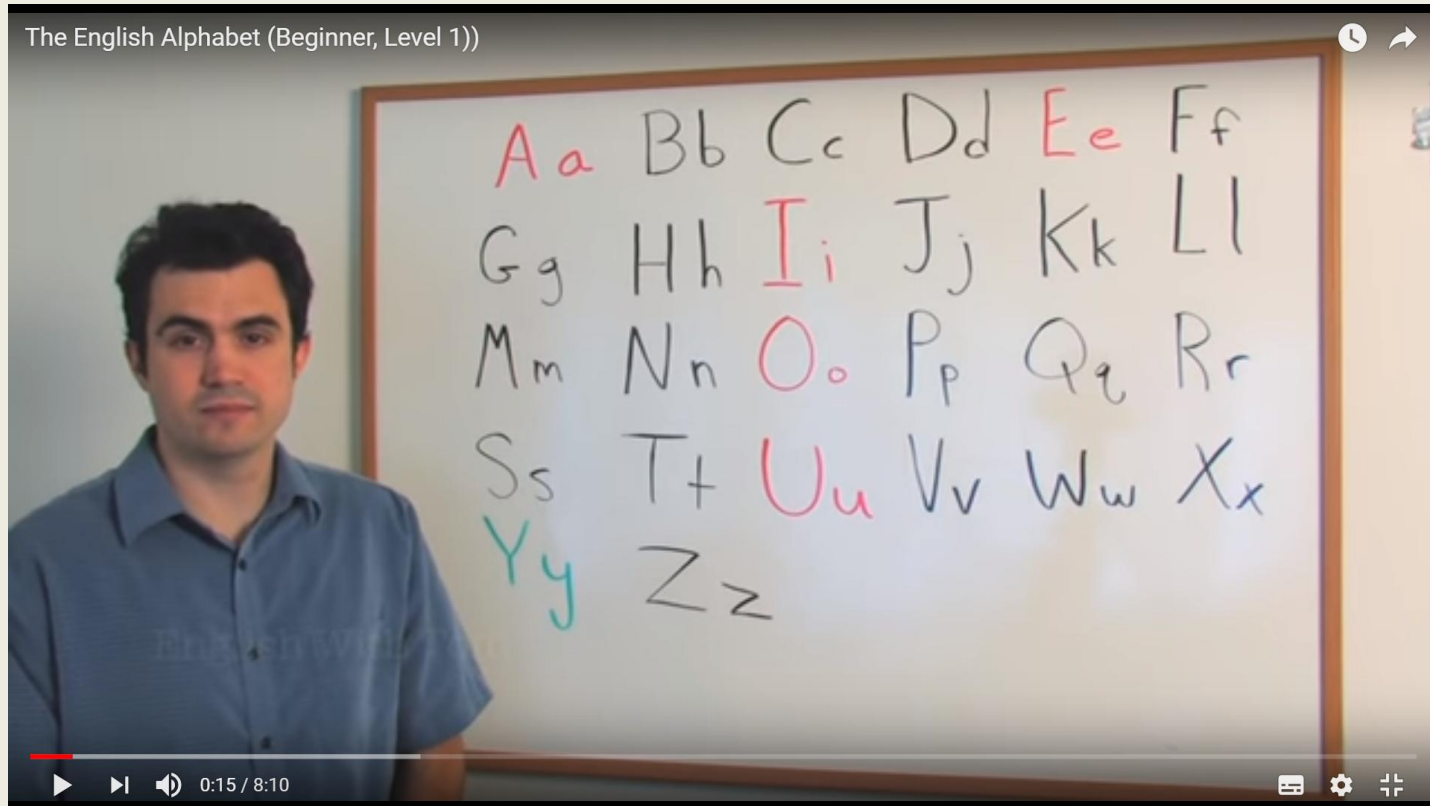 The English Alphabet (Beginner, Level 1))
Aa Bb Cc Dd Ee Ff
Gg Hh Ii Jj Kk Ll
Mm Nn Oo Pp Qq Rr
Ss Tt Uu Vv Ww Xx
Yy Zz
0:15 / 8:10